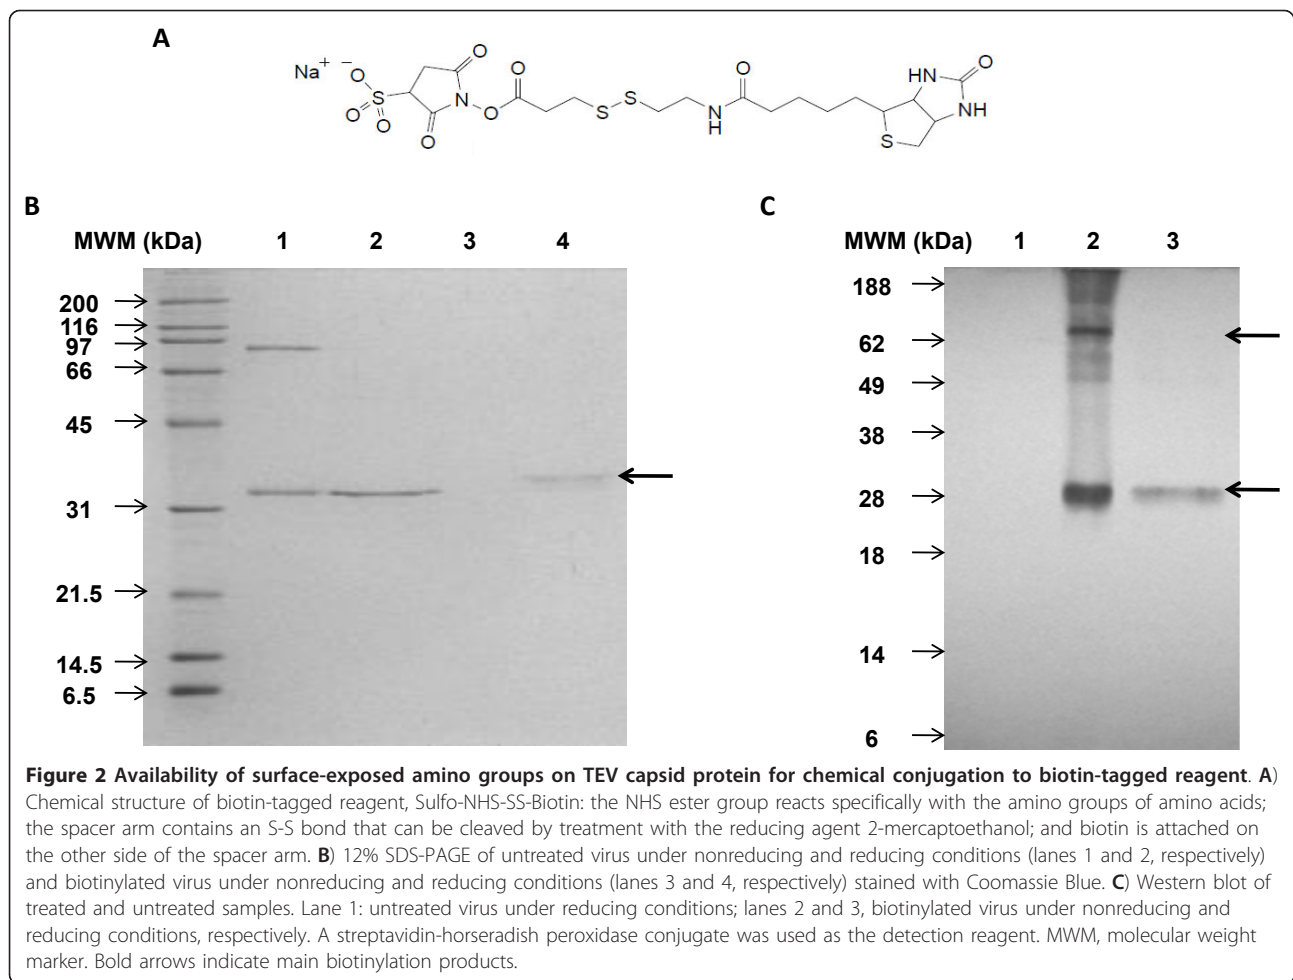 A
Na+ −O
S
O
O
O
N
O
O
O
S
S
N
H
O
HN
O
NH
S
B
MWM (kDa) 1 2 3 4
200
116
97
66
45
31
21.5
14.5
6.5
C
MWM (kDa) 1 2 3
188
62
49
38
28
18
14
6
Figure 2 Availability of surface-exposed amino groups on TEV capsid protein for chemical conjugation to biotin-tagged reagent. A)
Chemical structure of biotin-tagged reagent, Sulfo-NHS-SS-Biotin: the NHS ester group reacts specifically with the amino groups of amino acids;
the spacer arm contains an S-S bond that can be cleaved by treatment with the reducing agent 2-mercaptoethanol; and biotin is attached on
the other side of the spacer arm. B) 12% SDS-PAGE of untreated virus under nonreducing and reducing conditions (lanes 1 and 2, respectively)
and biotinylated virus under nonreducing and reducing conditions (lanes 3 and 4, respectively) stained with Coomassie Blue. C) Western blot of
treated and untreated samples. Lane 1: untreated virus under reducing conditions; lanes 2 and 3, biotinylated virus under nonreducing and
reducing conditions, respectively. A streptavidin-horseradish peroxidase conjugate was used as the detection reagent. MWM, molecular weight
marker. Bold arrows indicate main biotinylation products.